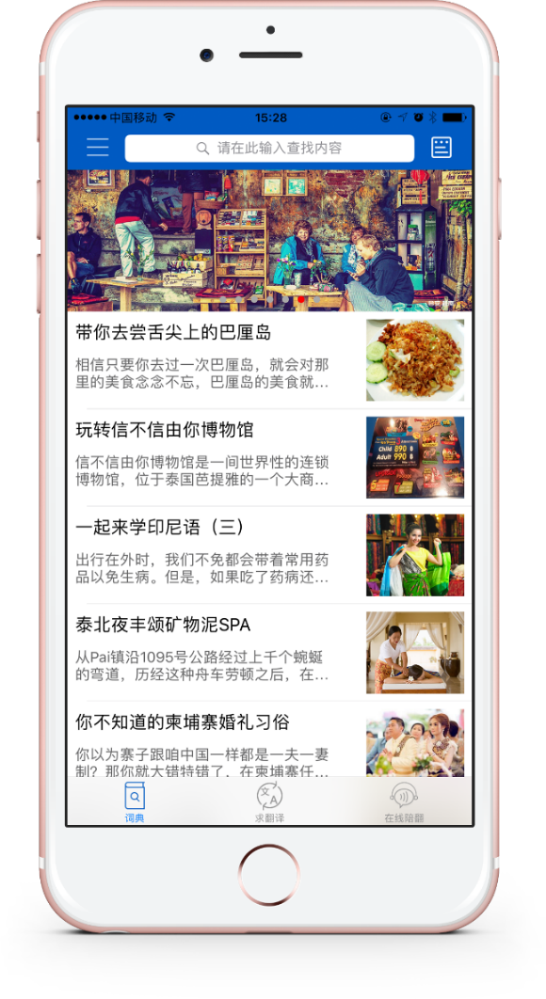 中国移动
15:28
请在此输入查找内容
带你去尝舌尖上的巴厘岛
相信只要你去过一次巴厘岛，就会对那
里的美食念念不忘，巴厘岛的美食就...
玩转信不信由你博物馆
信不信由你博物馆是一间世界性的连锁
博物馆，位于泰国芭提雅的一个大商...
Child 890 ฿
Adult 990 ฿
一起来学印尼语（三）
出行在外时，我们不免都会带着常用药
品以免生病。但是，如果吃了药病还...
泰北夜丰颂矿物泥SPA
从Pai镇沿1095号公路经过上千个蜿蜒
的弯道，历经这种舟车劳顿之后，在...
你不知道的柬埔寨婚礼习俗
你以为寨子跟咱中国一样都是一夫一妻
制？那你就大错特错了，在柬埔寨任...
文
A
词典
求翻译
在线陪翻